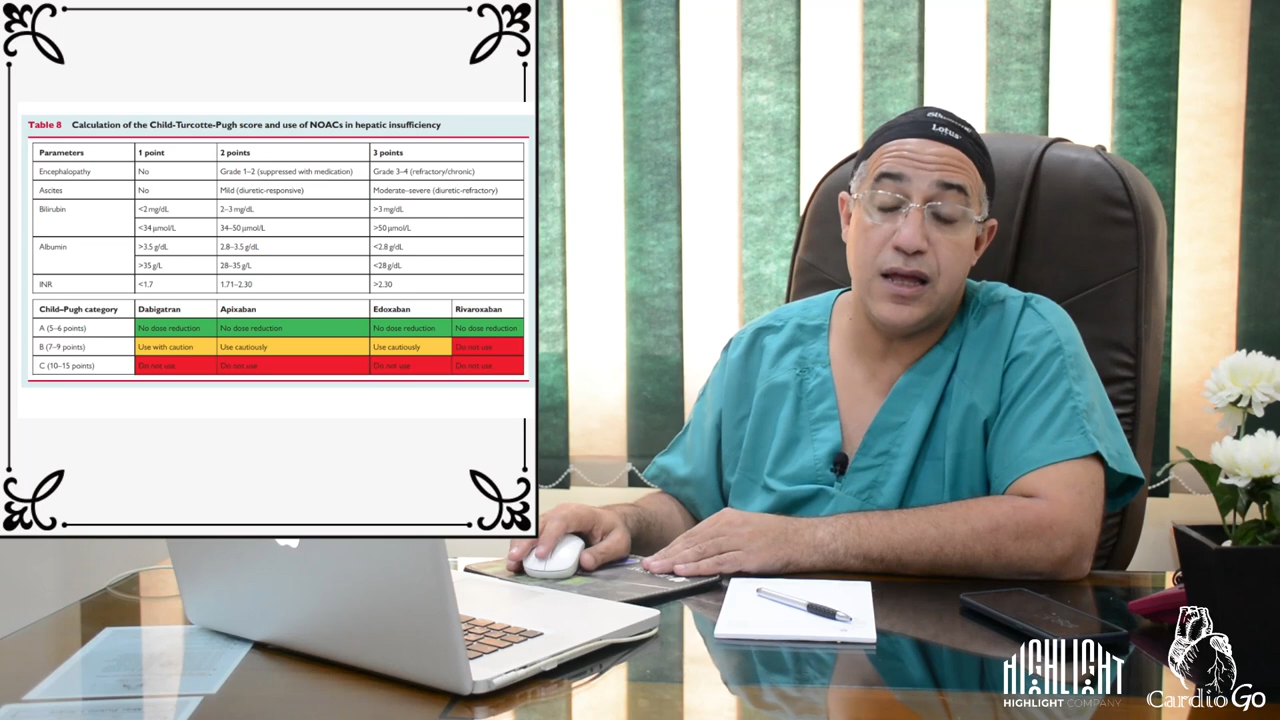 Table 8 Calculation of the Child-Turcotte-Pugh score and use of NOACs in hepatic insufficiency
Parameters 1 point 2 points 3 points
Encephalopathy No Grade 1–2 (suppressed with medication) Grade 3–4 (refractory/chronic)
Ascites No Mild (diuretic-responsive) Moderate–severe (diuretic-refractory)
Bilirubin <2 mg/dL 2–3 mg/dL >3 mg/dL
<34 µmol/L 34–50 µmol/L >50 µmol/L
Albumin >3.5 g/dL 2.8–3.5 g/dL <2.8 g/dL
>35 g/L 28–35 g/L <28 g/dL
INR <1.7 1.71–2.30 >2.30
Child–Pugh category Dabigatran Apixaban Edoxaban Rivaroxaban
A (5–6 points) No dose reduction No dose reduction No dose reduction No dose reduction
B (7–9 points) Use with caution Use cautiously Use cautiously Do not use
C (10–15 points) Do not use Do not use Do not use Do not use
Lotus
HIGHLIGHT
HIGHLIGHT COMPANY
Cardio Go